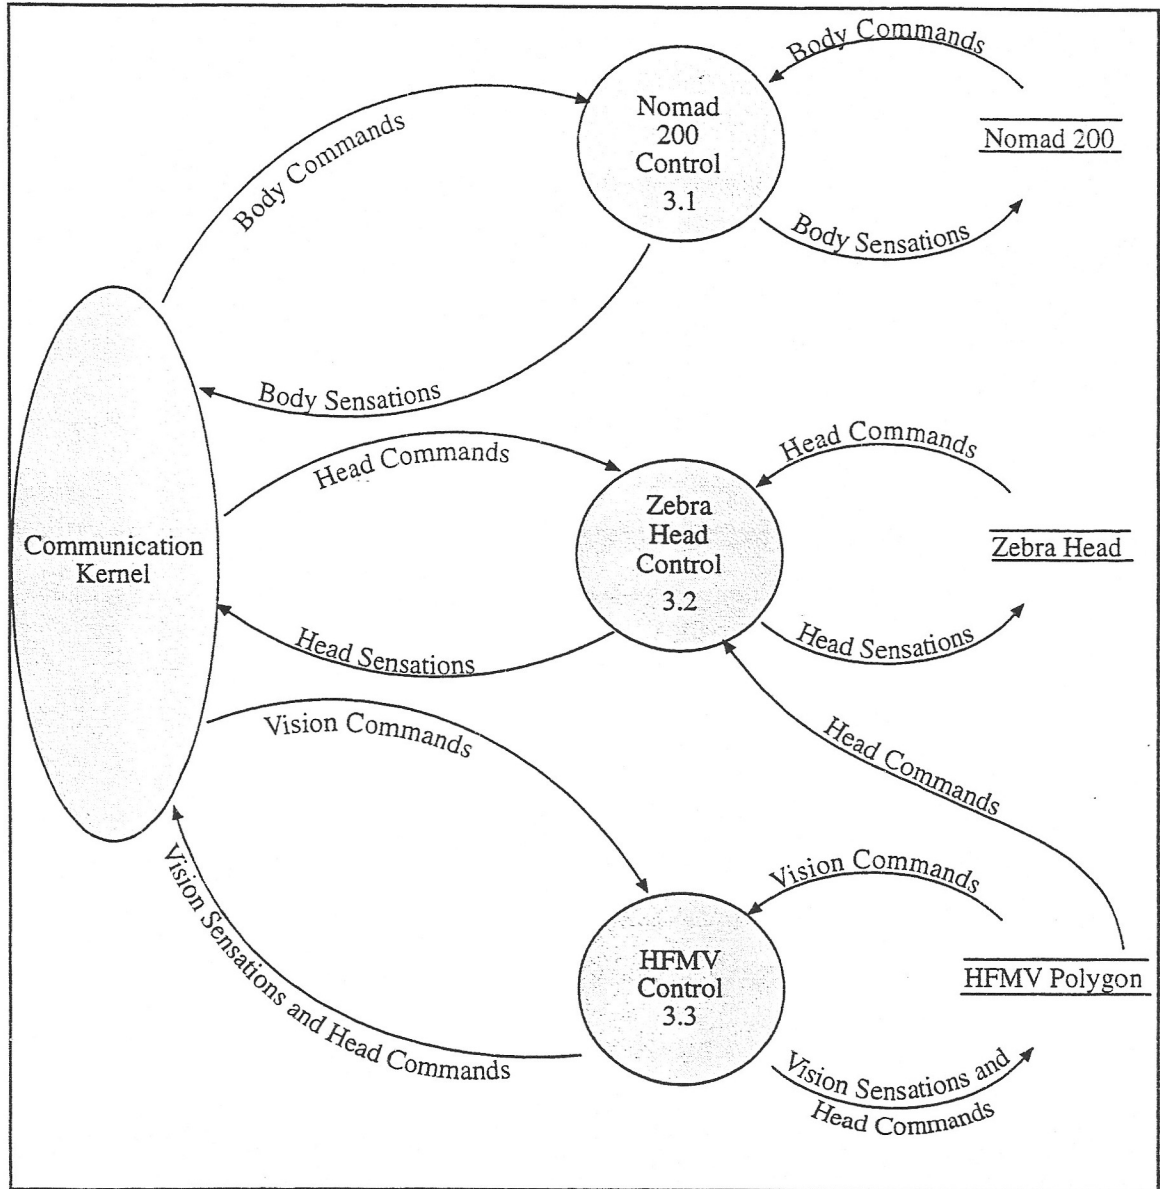 Body Commands
Nomad
200
Control
3.1
Nomad 200
Body Commands
Body Sensations
Body Sensations
Head Commands
Head Commands
Zebra
Head
Control
3.2
Communication
Kernel
Zebra Head
Head Sensations
Head Sensations
Vision Commands
Head Commands
Vision Commands
Vision Sensations and Head Commands
HFMV
Control
3.3
HFMV Polygon
Vision Sensations and
Head Commands